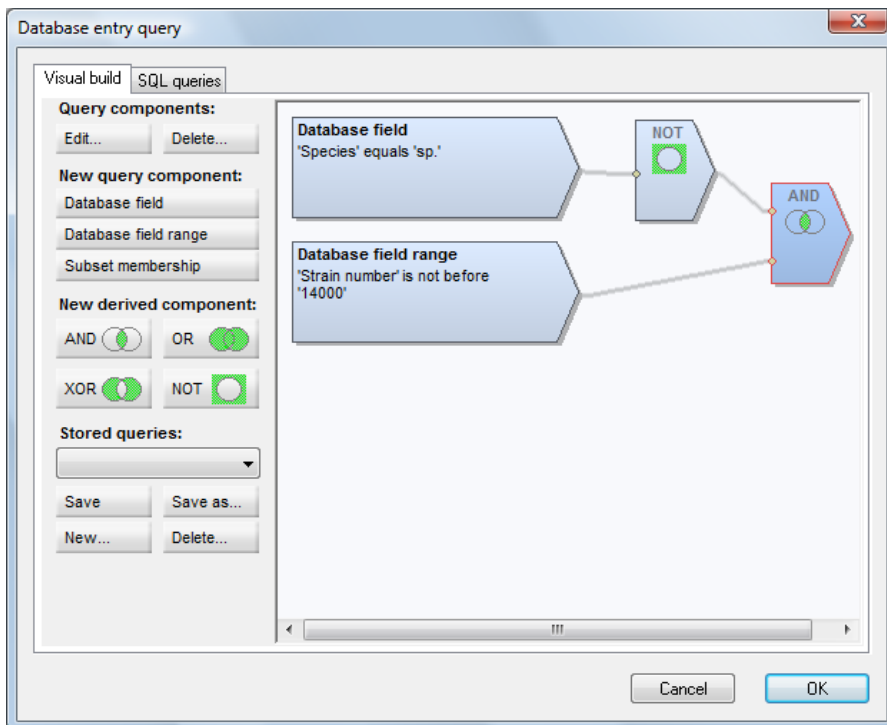 Database entry query
Visual build
SQL queries
Query components:
Edit...
Delete...
New query component:
Database field
Database field range
Subset membership
New derived component:
AND
OR
XOR
NOT
Stored queries:
Save
Save as...
New...
Delete...
Database field
'Species' equals 'sp.'
NOT
AND
Database field range
'Strain number' is not before
'14000'
Cancel
OK